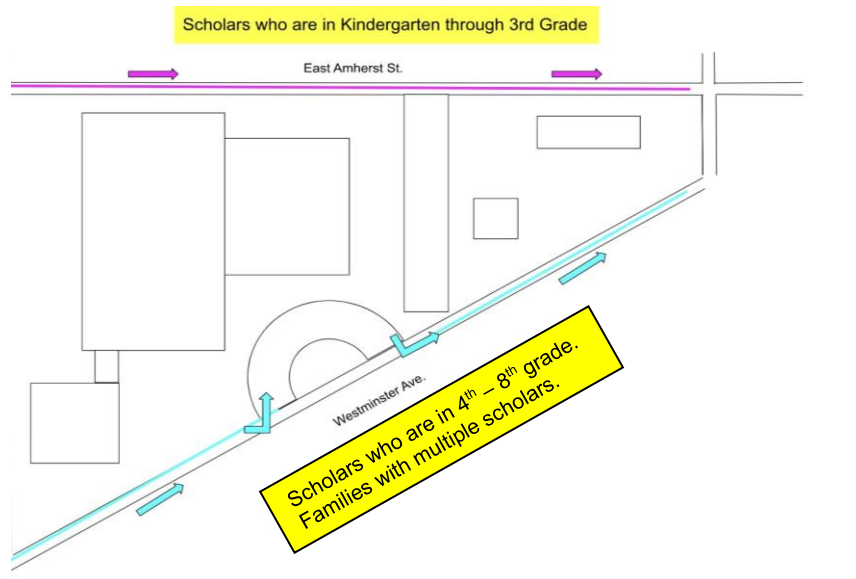 Scholars who are in Kindergarten through 3rd Grade
East Amherst St.
Westminster Ave.
Scholars who are in 4th – 8th grade.
Families with multiple scholars.